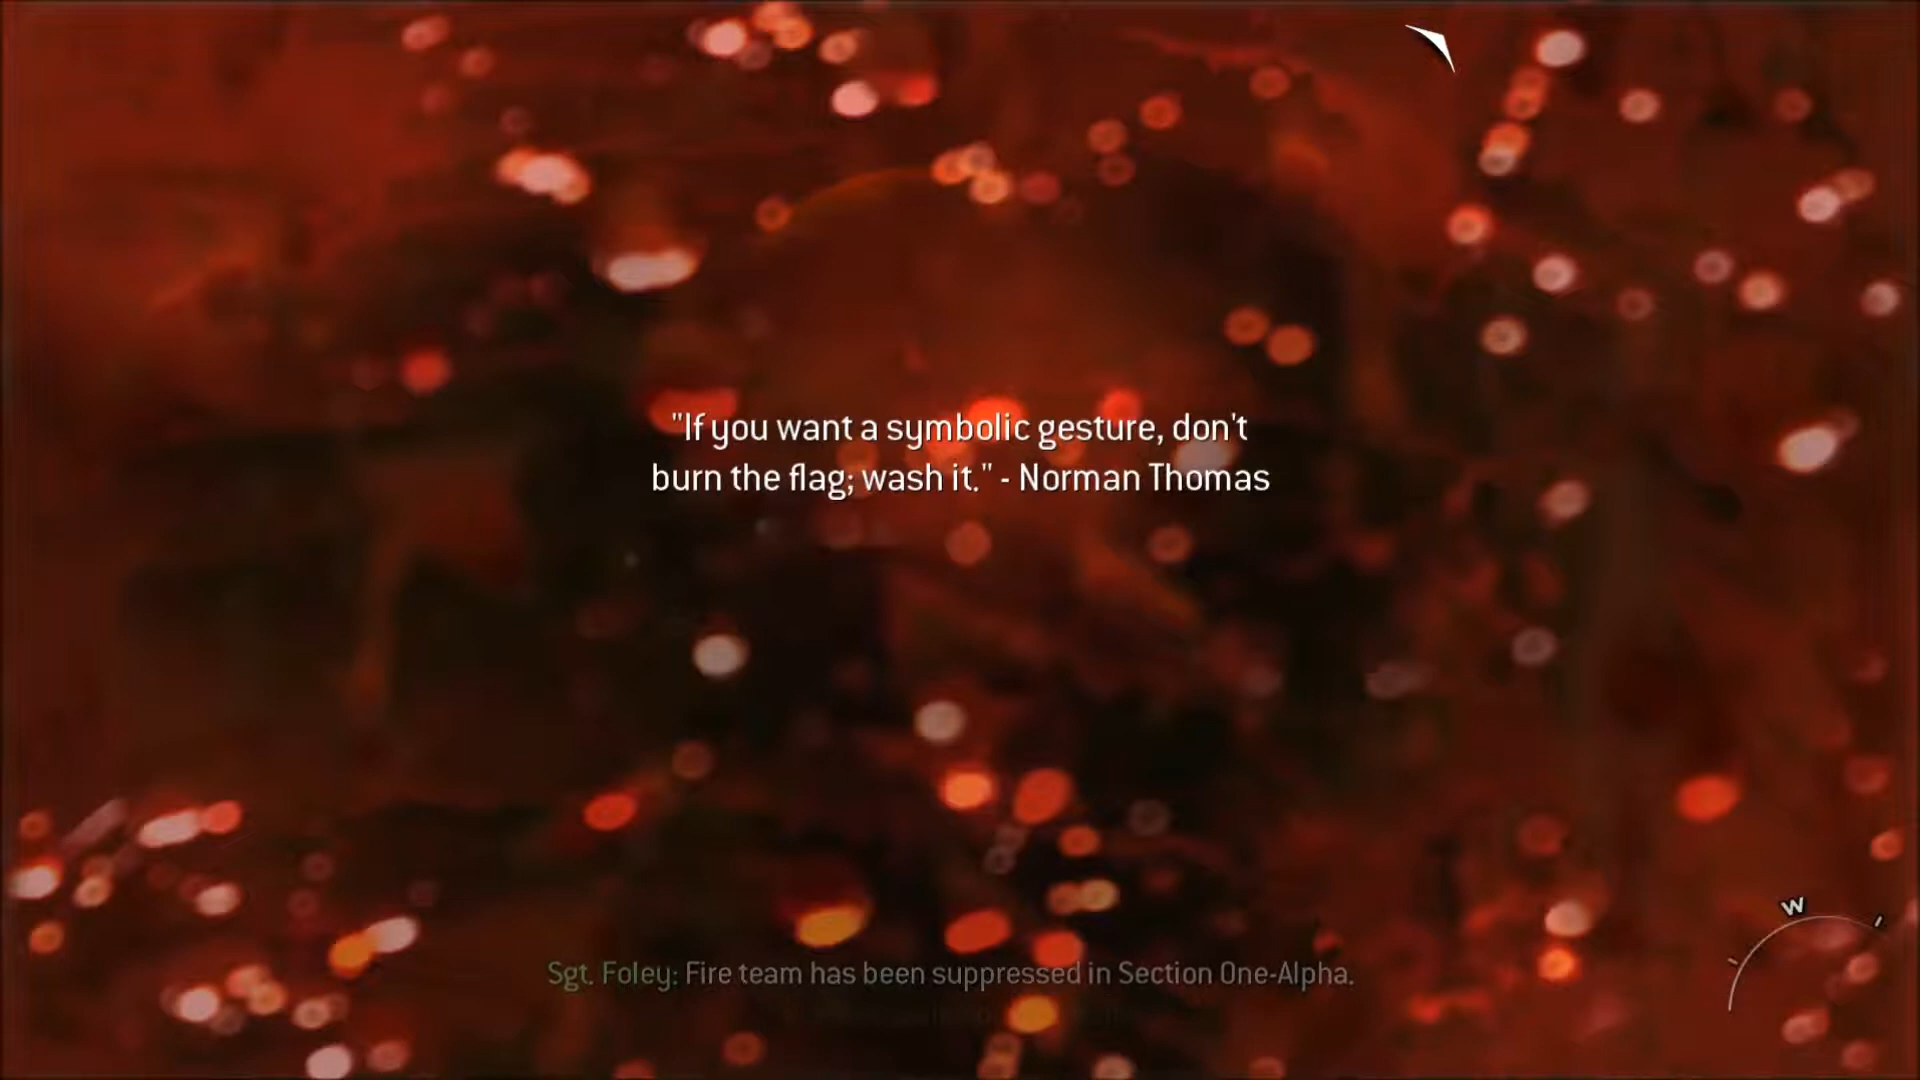 "If you want a symbolic gesture, don't
burn the flag; wash it." - Norman Thomas
Sgt. Foley: Fire team has been suppressed in Section One-Alpha.
W